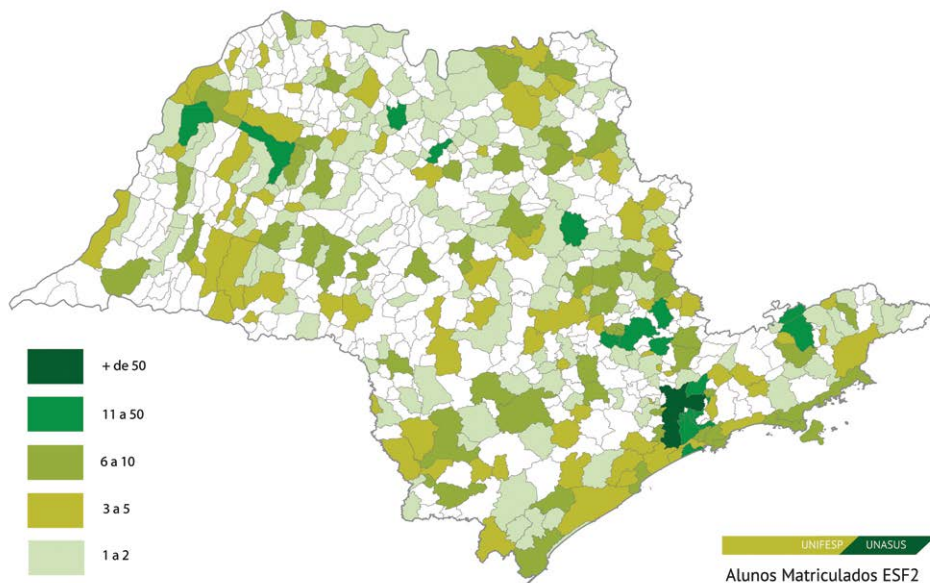 + de 50
11 a 50
6 a 10
3 a 5
1 a 2
UNIFESP UNASUS
Alunos Matriculados ESF2